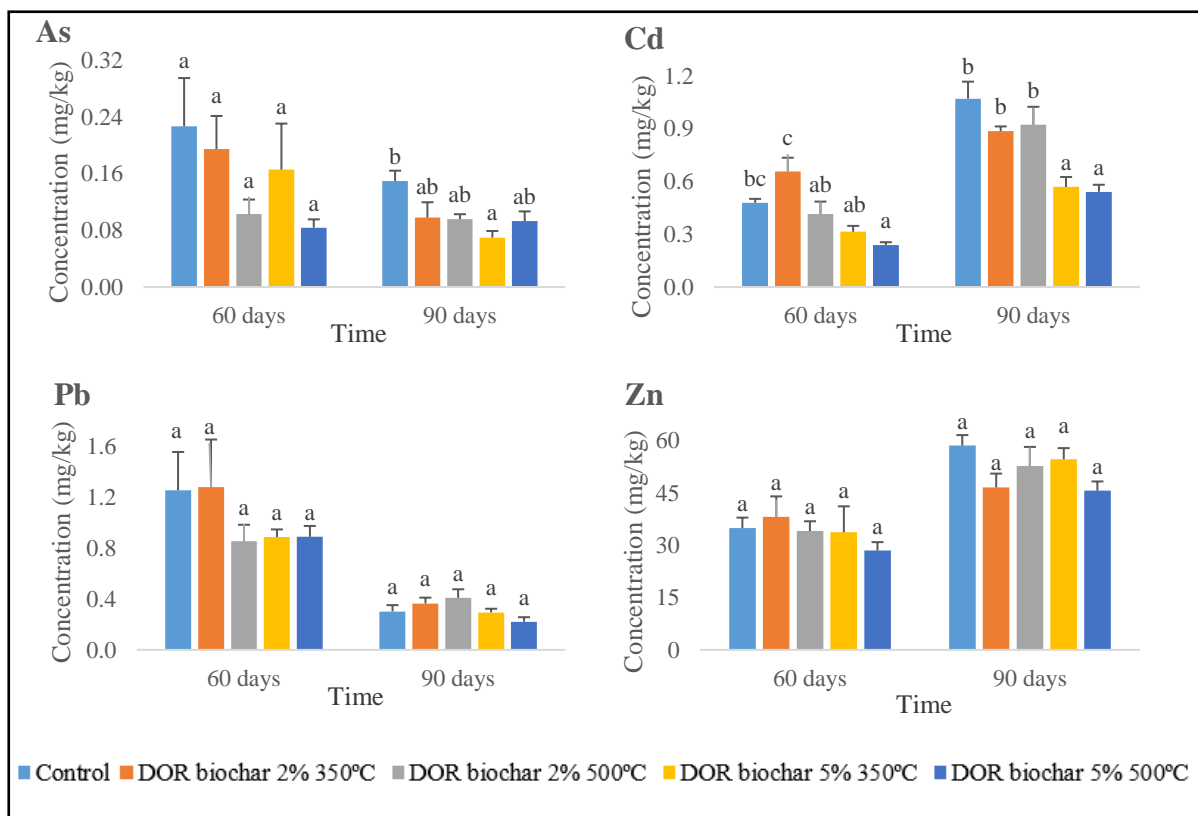 As
Concentration (mg/kg)
0.32
0.24
0.16
0.08
0.00
a a a a a
b ab ab a ab
60 days 90 days
Time
Cd
Concentration (mg/kg)
1.2
0.9
0.6
0.3
0.0
bc c ab ab a
b b b a a
60 days 90 days
Time
Pb
Concentration (mg/kg)
1.6
1.2
0.8
0.4
0.0
a a a a a
a a a a a
60 days 90 days
Time
Zn
Concentration (mg/kg)
60
45
30
15
0
a a a a a
a a a a a
60 days 90 days
Time
Control DOR biochar 2% 350ºC DOR biochar 2% 500ºC DOR biochar 5% 350ºC DOR biochar 5% 500ºC